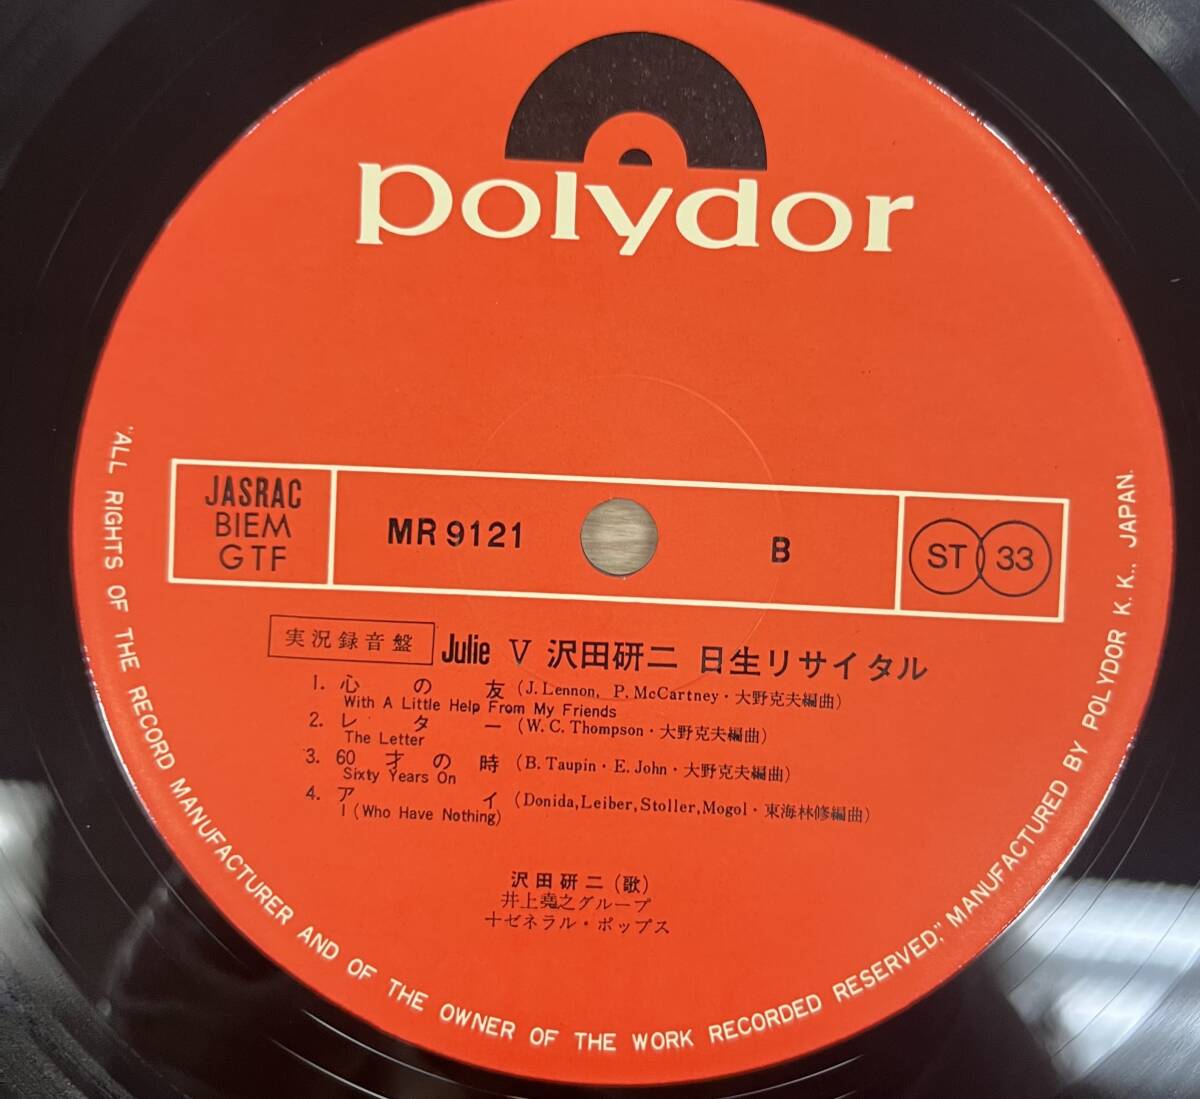 polydor
JASRAC
BIEM
GTF
MR 9121
B
ST 33
実況録音盤 Julie V 沢田研二 日生リサイタル
1. 心の友 (J. Lennon, P. McCartney・大野克夫編曲)
With A Little Help From My Friends
2. レター (W. C. Thompson・大野克夫編曲)
The Letter
3. 60才の時 (B. Taupin・E. John・大野克夫編曲)
Sixty Years On
4. アイ (Donida, Leiber, Stoller, Mogol・東海林修編曲)
I (Who Have Nothing)
沢田研二 (歌)
井上堯之グループ
十ゼネラル・ポップス
"ALL RIGHTS OF THE RECORD MANUFACTURER AND OF THE OWNER OF THE WORK RECORDED RESERVED," MANUFACTURED BY POLYDOR K. K., JAPAN.